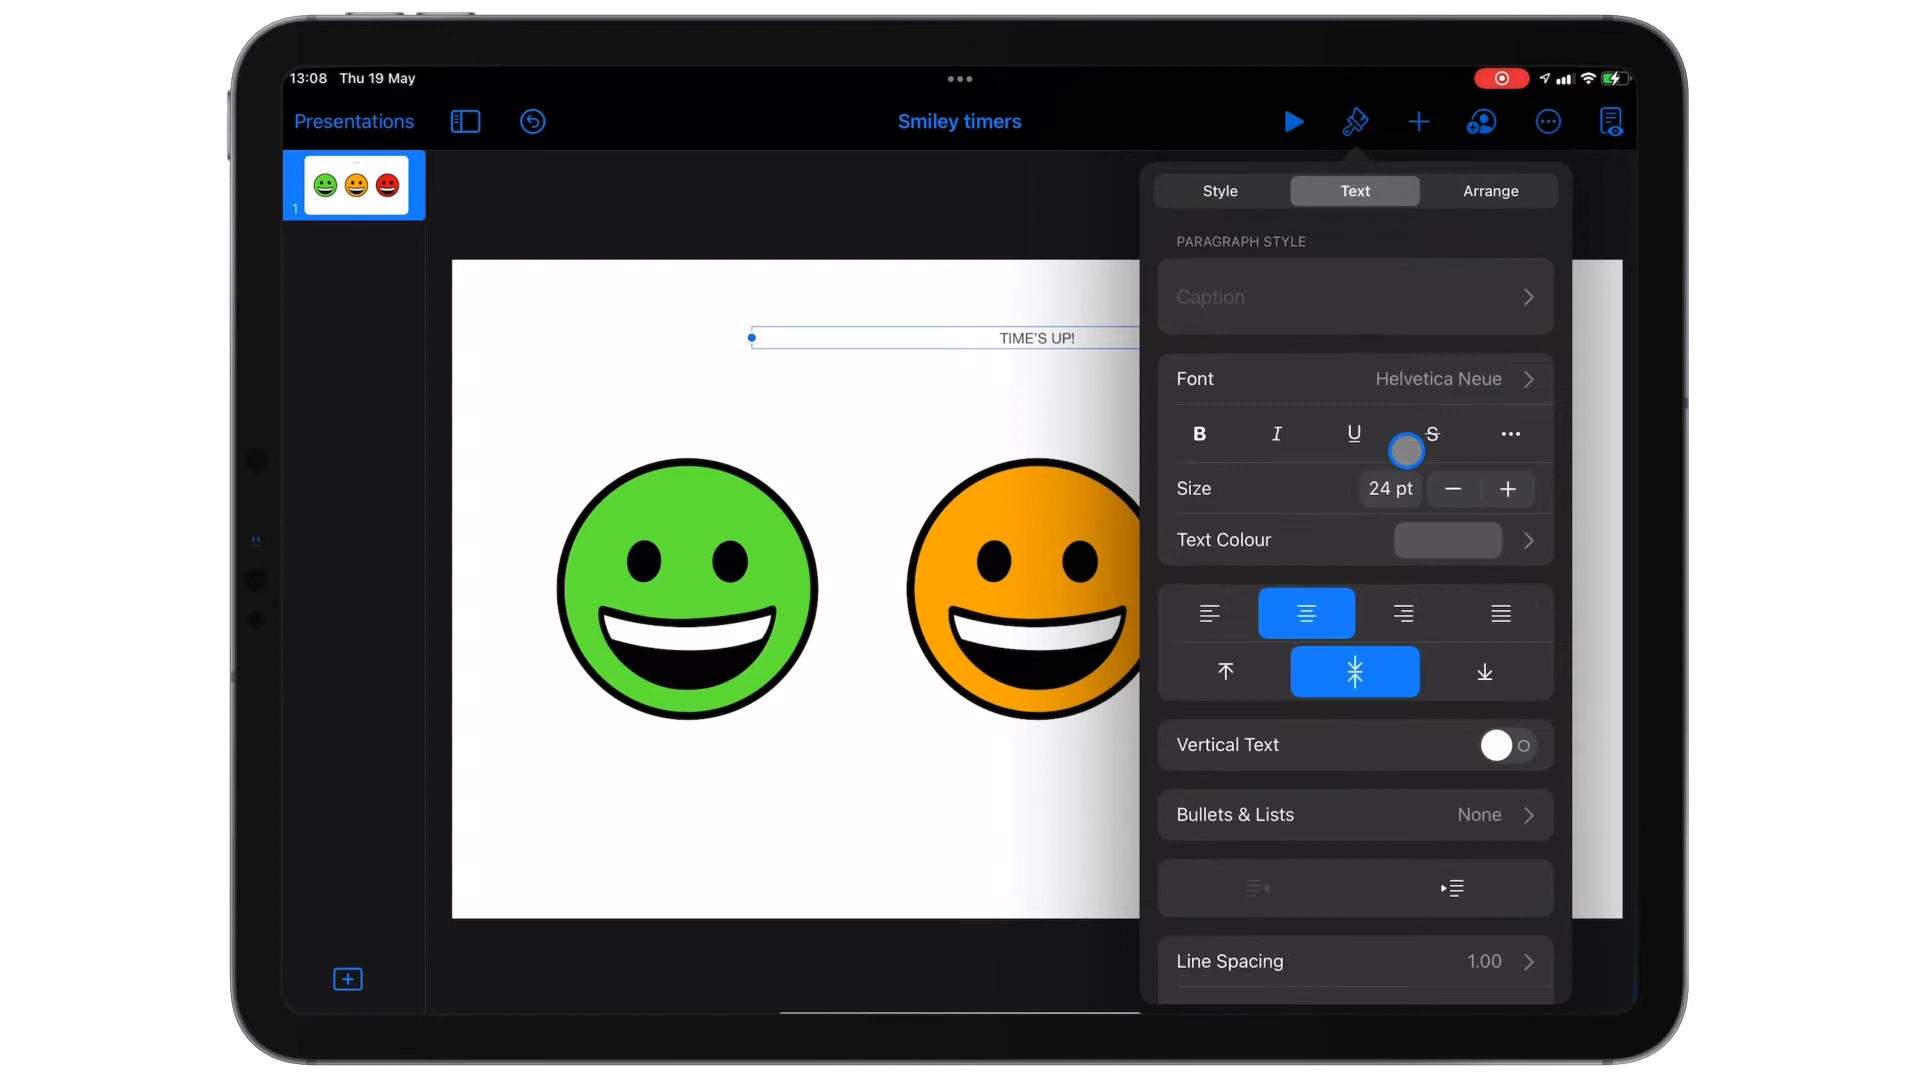 13:08 Thu 19 May
Presentations
Smiley timers
1
TIME'S UP!
Style
Text
Arrange
PARAGRAPH STYLE
Caption
Font
Helvetica Neue
B
I
U
S
Size
24 pt
Text Colour
Vertical Text
Bullets & Lists
None
Line Spacing
1.00